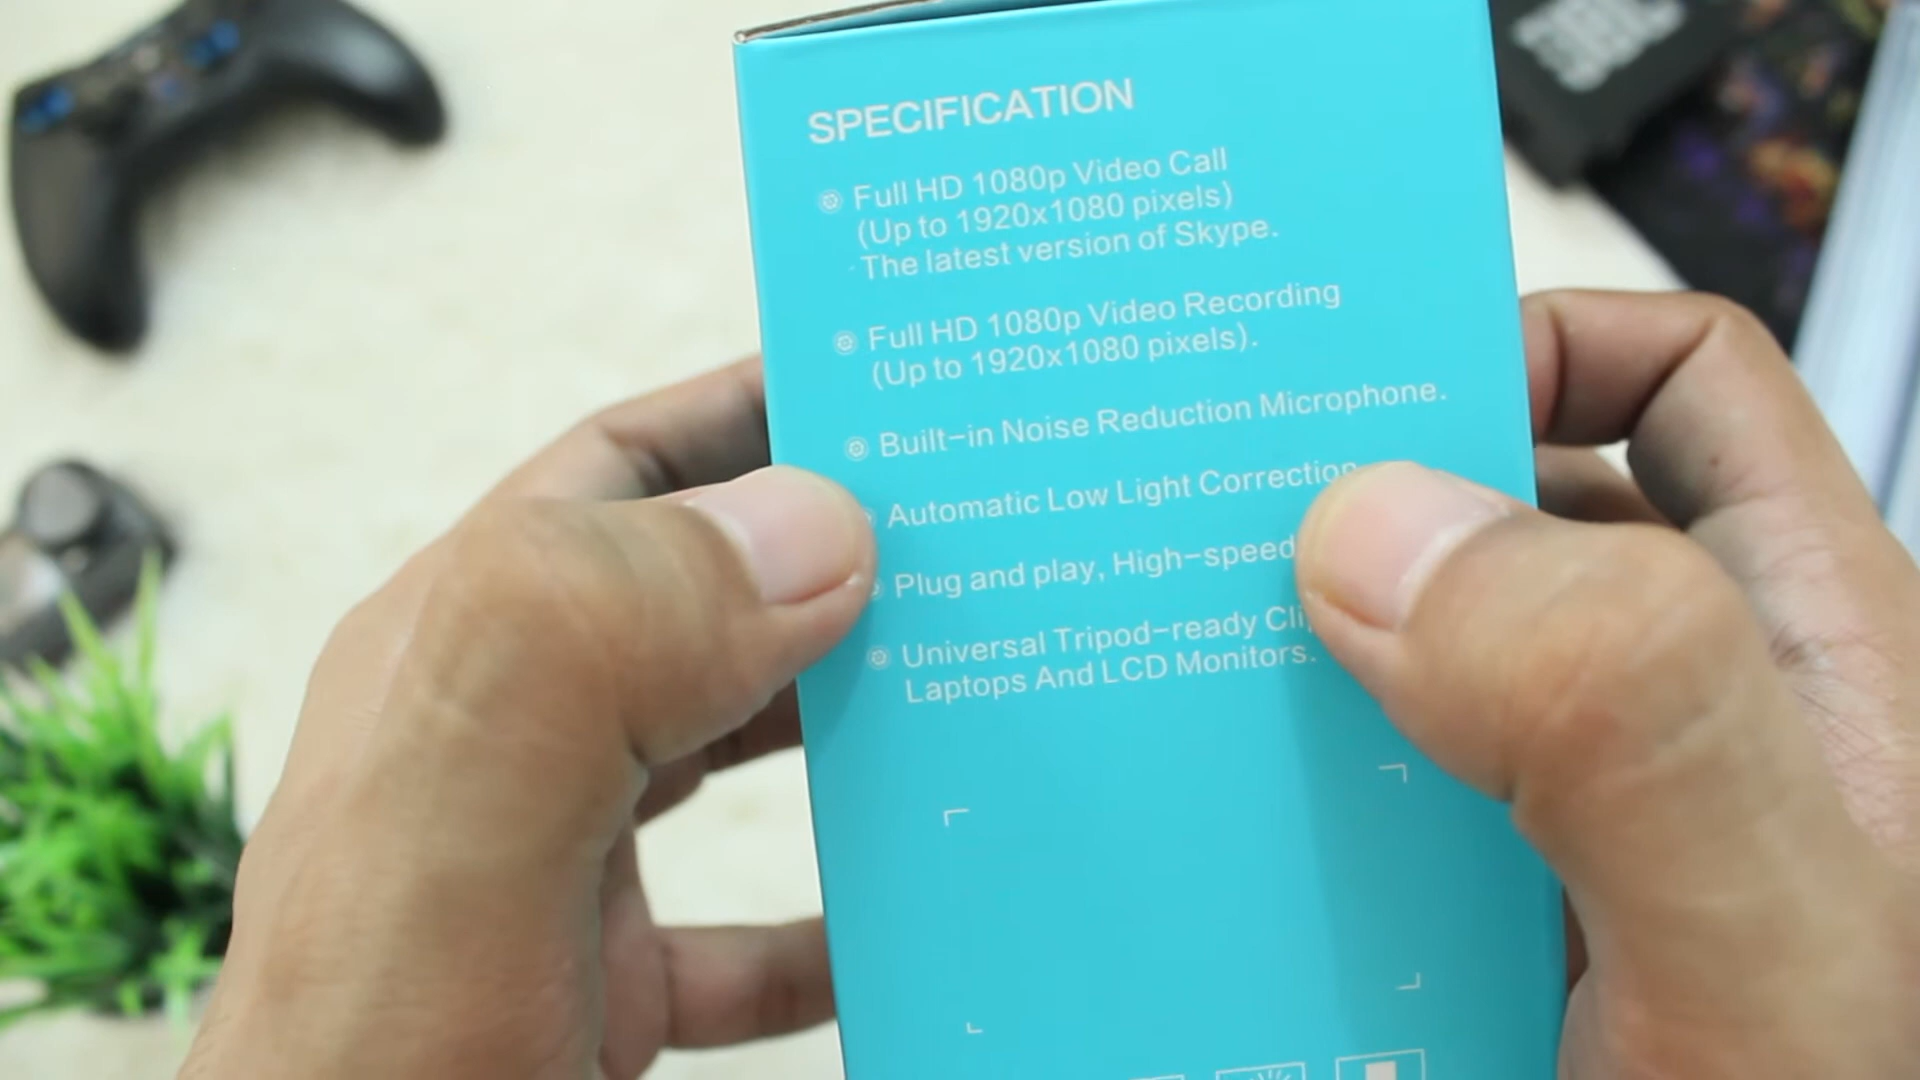 SPECIFICATION
Full HD 1080p Video Call
(Up to 1920x1080 pixels)
The latest version of Skype.
Full HD 1080p Video Recording
(Up to 1920x1080 pixels).
Built-in Noise Reduction Microphone.
Automatic Low Light Correction
Plug and play, High-speed
Universal Tripod-ready
Laptops And LCD Monitors.
JBL